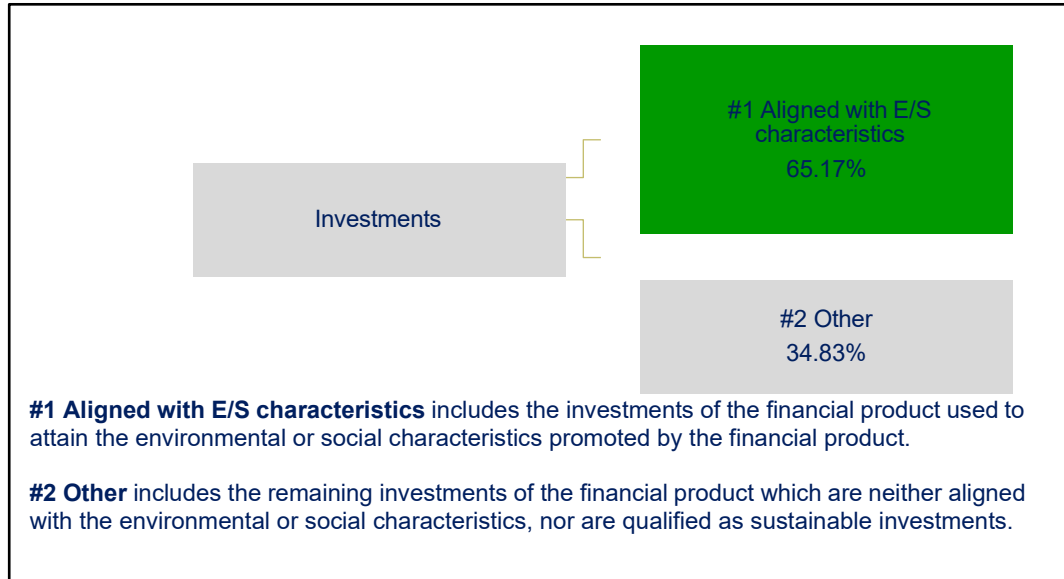 #1 Aligned with E/S
characteristics
65.17%
Investments
#2 Other
34.83%
#1 Aligned with E/S characteristics includes the investments of the financial product used to
attain the environmental or social characteristics promoted by the financial product.
#2 Other includes the remaining investments of the financial product which are neither aligned
with the environmental or social characteristics, nor are qualified as sustainable investments.